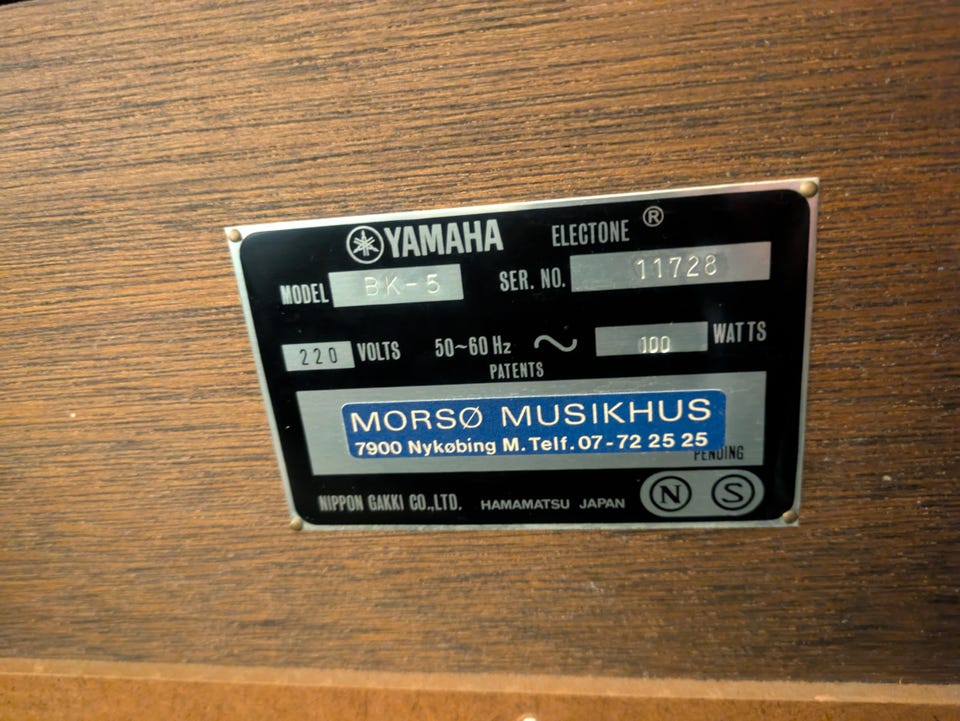 YAMAHA ELECTONE ®
MODEL BK-5 SER. NO. 11728
220 VOLTS 50~60 Hz ~ 100 WATTS
PATENTS
MORSØ MUSIKHUS
7900 Nykøbing M. Telf. 07-72 25 25
PENDING
NIPPON GAKKI CO.,LTD. HAMAMATSU JAPAN N S